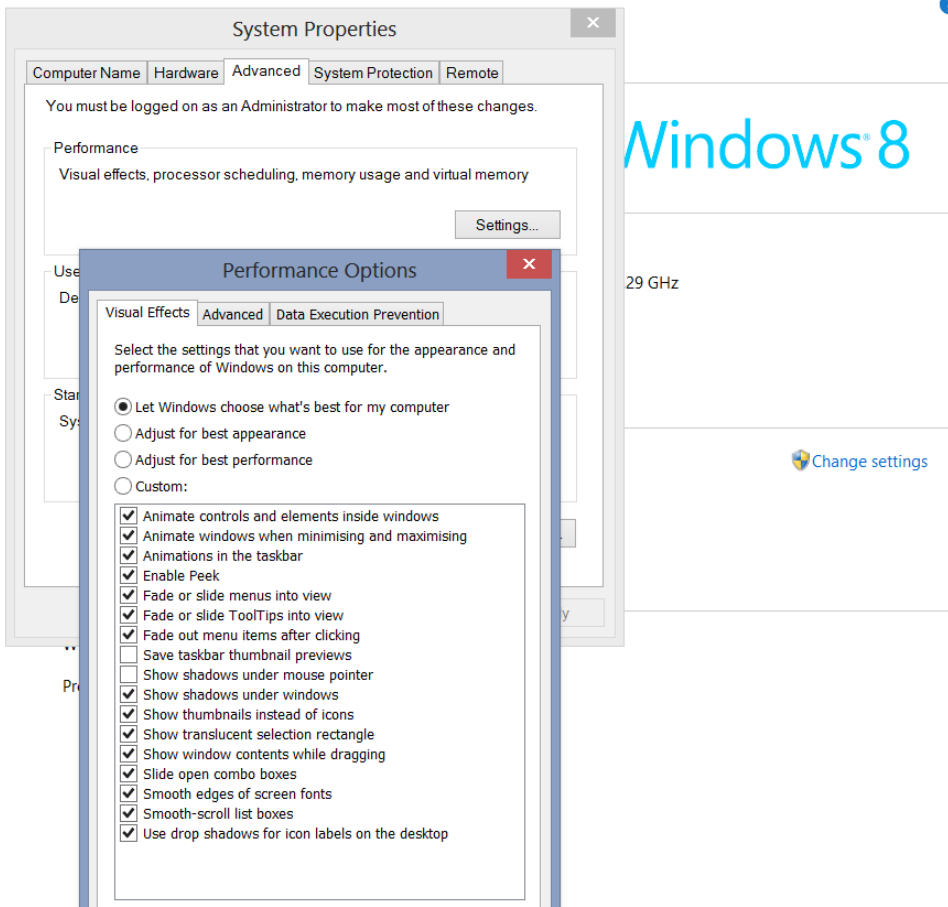 System Properties
Computer Name Hardware Advanced System Protection Remote
You must be logged on as an Administrator to make most of these changes.
Performance
Visual effects, processor scheduling, memory usage and virtual memory
Settings...
Windows® 8
29 GHz
Change settings
Performance Options
Visual Effects Advanced Data Execution Prevention
Select the settings that you want to use for the appearance and
performance of Windows on this computer.
Let Windows choose what's best for my computer
Adjust for best appearance
Adjust for best performance
Custom:
Animate controls and elements inside windows
Animate windows when minimising and maximising
Animations in the taskbar
Enable Peek
Fade or slide menus into view
Fade or slide ToolTips into view
Fade out menu items after clicking
Save taskbar thumbnail previews
Show shadows under mouse pointer
Show shadows under windows
Show thumbnails instead of icons
Show translucent selection rectangle
Show window contents while dragging
Slide open combo boxes
Smooth edges of screen fonts
Smooth-scroll list boxes
Use drop shadows for icon labels on the desktop